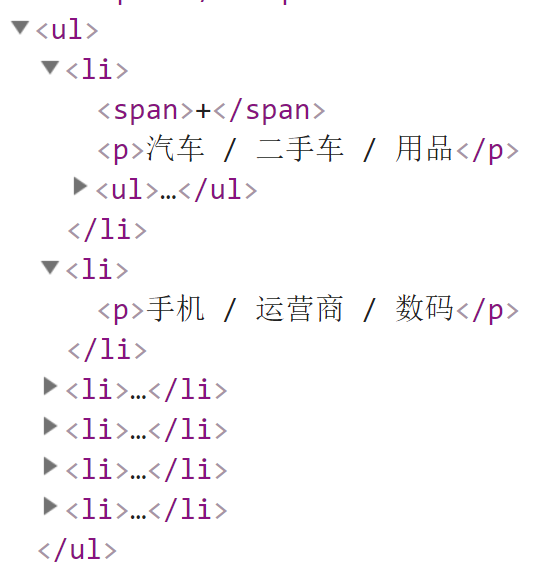 <ul>
<li>
<span>+</span>
<p>汽车 / 二手车 / 用品</p>
<ul>…</ul>
</li>
<li>
<p>手机 / 运营商 / 数码</p>
</li>
<li>…</li>
<li>…</li>
<li>…</li>
<li>…</li>
</ul>